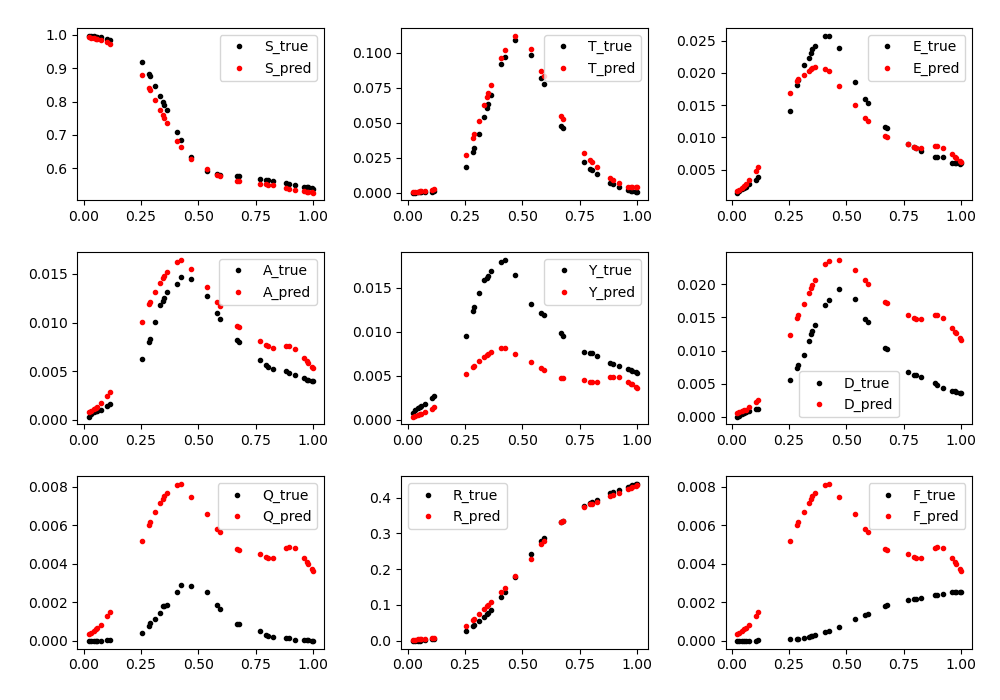 1.0
0.9
0.8
0.7
0.6
S_true
S_pred
0.00 0.25 0.50 0.75 1.00
0.100
0.075
0.050
0.025
0.000
T_true
T_pred
0.00 0.25 0.50 0.75 1.00
0.025
0.020
0.015
0.010
0.005
E_true
E_pred
0.00 0.25 0.50 0.75 1.00
0.015
0.010
0.005
0.000
A_true
A_pred
0.00 0.25 0.50 0.75 1.00
0.015
0.010
0.005
0.000
Y_true
Y_pred
0.00 0.25 0.50 0.75 1.00
0.020
0.015
0.010
0.005
0.000
D_true
D_pred
0.00 0.25 0.50 0.75 1.00
0.008
0.006
0.004
0.002
0.000
Q_true
Q_pred
0.00 0.25 0.50 0.75 1.00
0.4
0.3
0.2
0.1
0.0
R_true
R_pred
0.00 0.25 0.50 0.75 1.00
0.008
0.006
0.004
0.002
0.000
F_true
F_pred
0.00 0.25 0.50 0.75 1.00